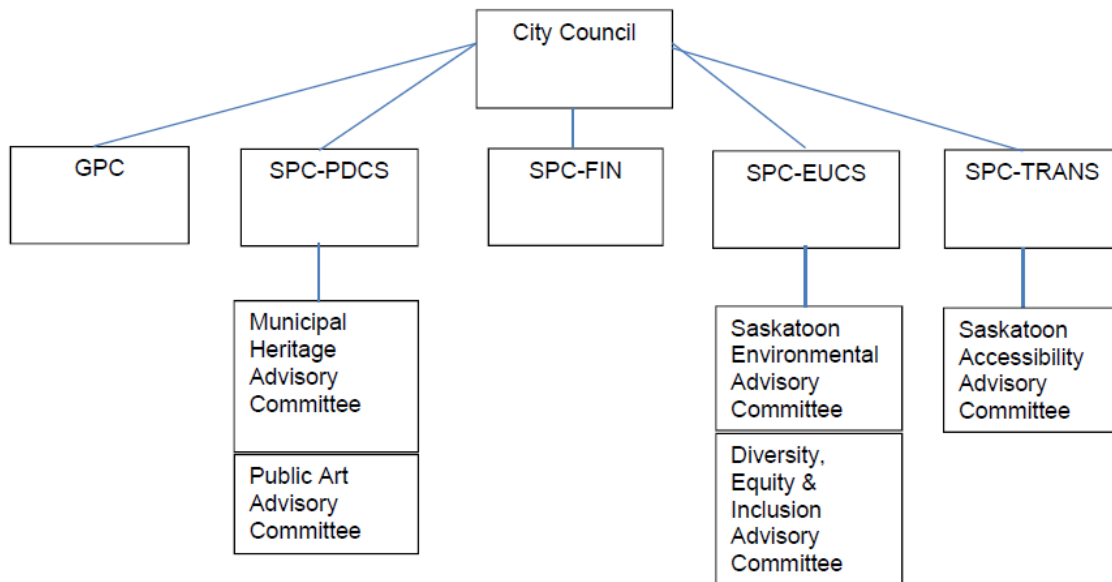 City Council
GPC
SPC-PDCS
SPC-FIN
SPC-EUCS
SPC-TRANS
Municipal
Heritage
Advisory
Committee
Public Art
Advisory
Committee
Saskatoon
Environmental
Advisory
Committee
Diversity,
Equity &
Inclusion
Advisory
Committee
Saskatoon
Accessibility
Advisory
Committee